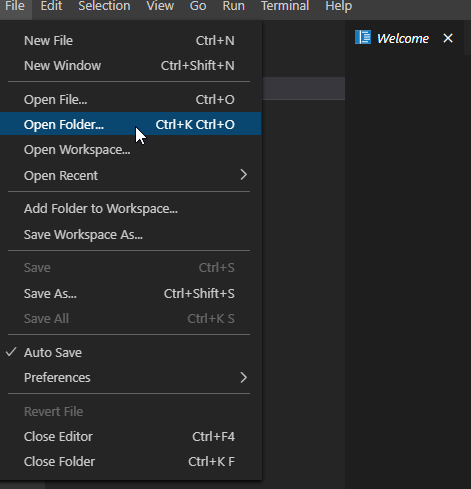 File Edit Selection View Go Run Terminal Help
Welcome
New File Ctrl+N
New Window Ctrl+Shift+N
Open File... Ctrl+O
Open Folder... Ctrl+K Ctrl+O
Open Workspace...
Open Recent
Add Folder to Workspace...
Save Workspace As...
Save Ctrl+S
Save As... Ctrl+Shift+S
Save All Ctrl+K S
Auto Save
Preferences
Revert File
Close Editor Ctrl+F4
Close Folder Ctrl+K F